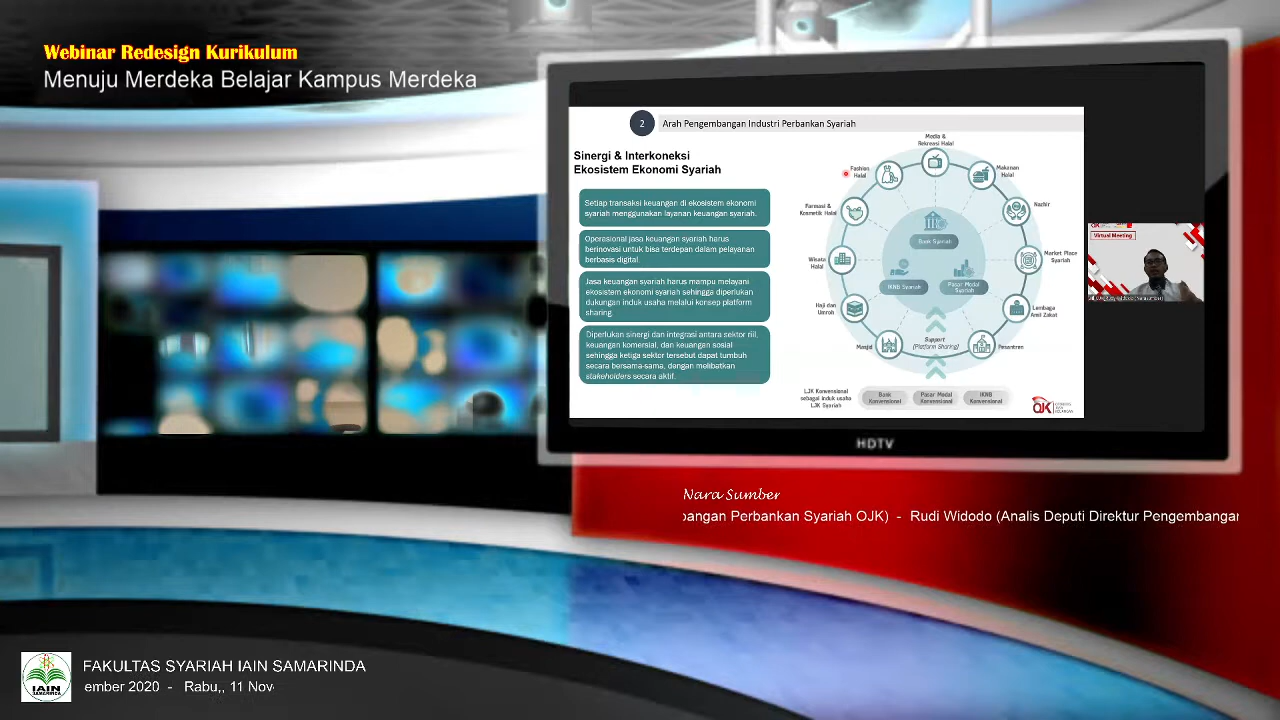 Webinar Redesign Kurikulum
Menuju Merdeka Belajar Kampus Merdeka
2
Arah Pengembangan Industri Perbankan Syariah
Sinergi & Interkoneksi
Ekosistem Ekonomi Syariah
Setiap transaksi keuangan di ekosistem ekonomi
syariah menggunakan layanan keuangan syariah.
Operasional jasa keuangan syariah harus
berinovasi untuk bisa terdepan dalam pelayanan
berbasis digital.
Jasa keuangan syariah harus mampu melayani
ekosistem ekonomi syariah sehingga diperlukan
dukungan induk usaha melalui konsep platform
sharing.
Diperlukan sinergi dan integrasi antara sektor riil,
keuangan komersial, dan keuangan sosial
sehingga ketiga sektor tersebut dapat tumbuh
secara bersama-sama, dengan melibatkan
stakeholders secara aktif.
Media &
Rekreasi Halal
Fashion
Halal
Makanan
Halal
Farmasi &
Kosmetik Halal
Nazhir
Bank Syariah
Wisata
Halal
Market Place
Syariah
IKNB Syariah
Pasar Modal
Syariah
Haji dan
Umroh
Lembaga
Amil Zakat
Masjid
Support
(Platform Sharing)
Pesantren
LJK Konvensional
sebagai induk usaha
LJK Syariah
Bank
Konvensional
Pasar Modal
Konvensional
IKNB
Konvensional
OJK
OTORITAS
JASA
KEUANGAN
Virtual Meeting
HDTV
Nara Sumber
bangan Perbankan Syariah OJK) - Rudi Widodo (Analis Deputi Direktur Pengembangan
IAIN
SAMARINDA
FAKULTAS SYARIAH IAIN SAMARINDA
ember 2020 - Rabu,, 11 Nov